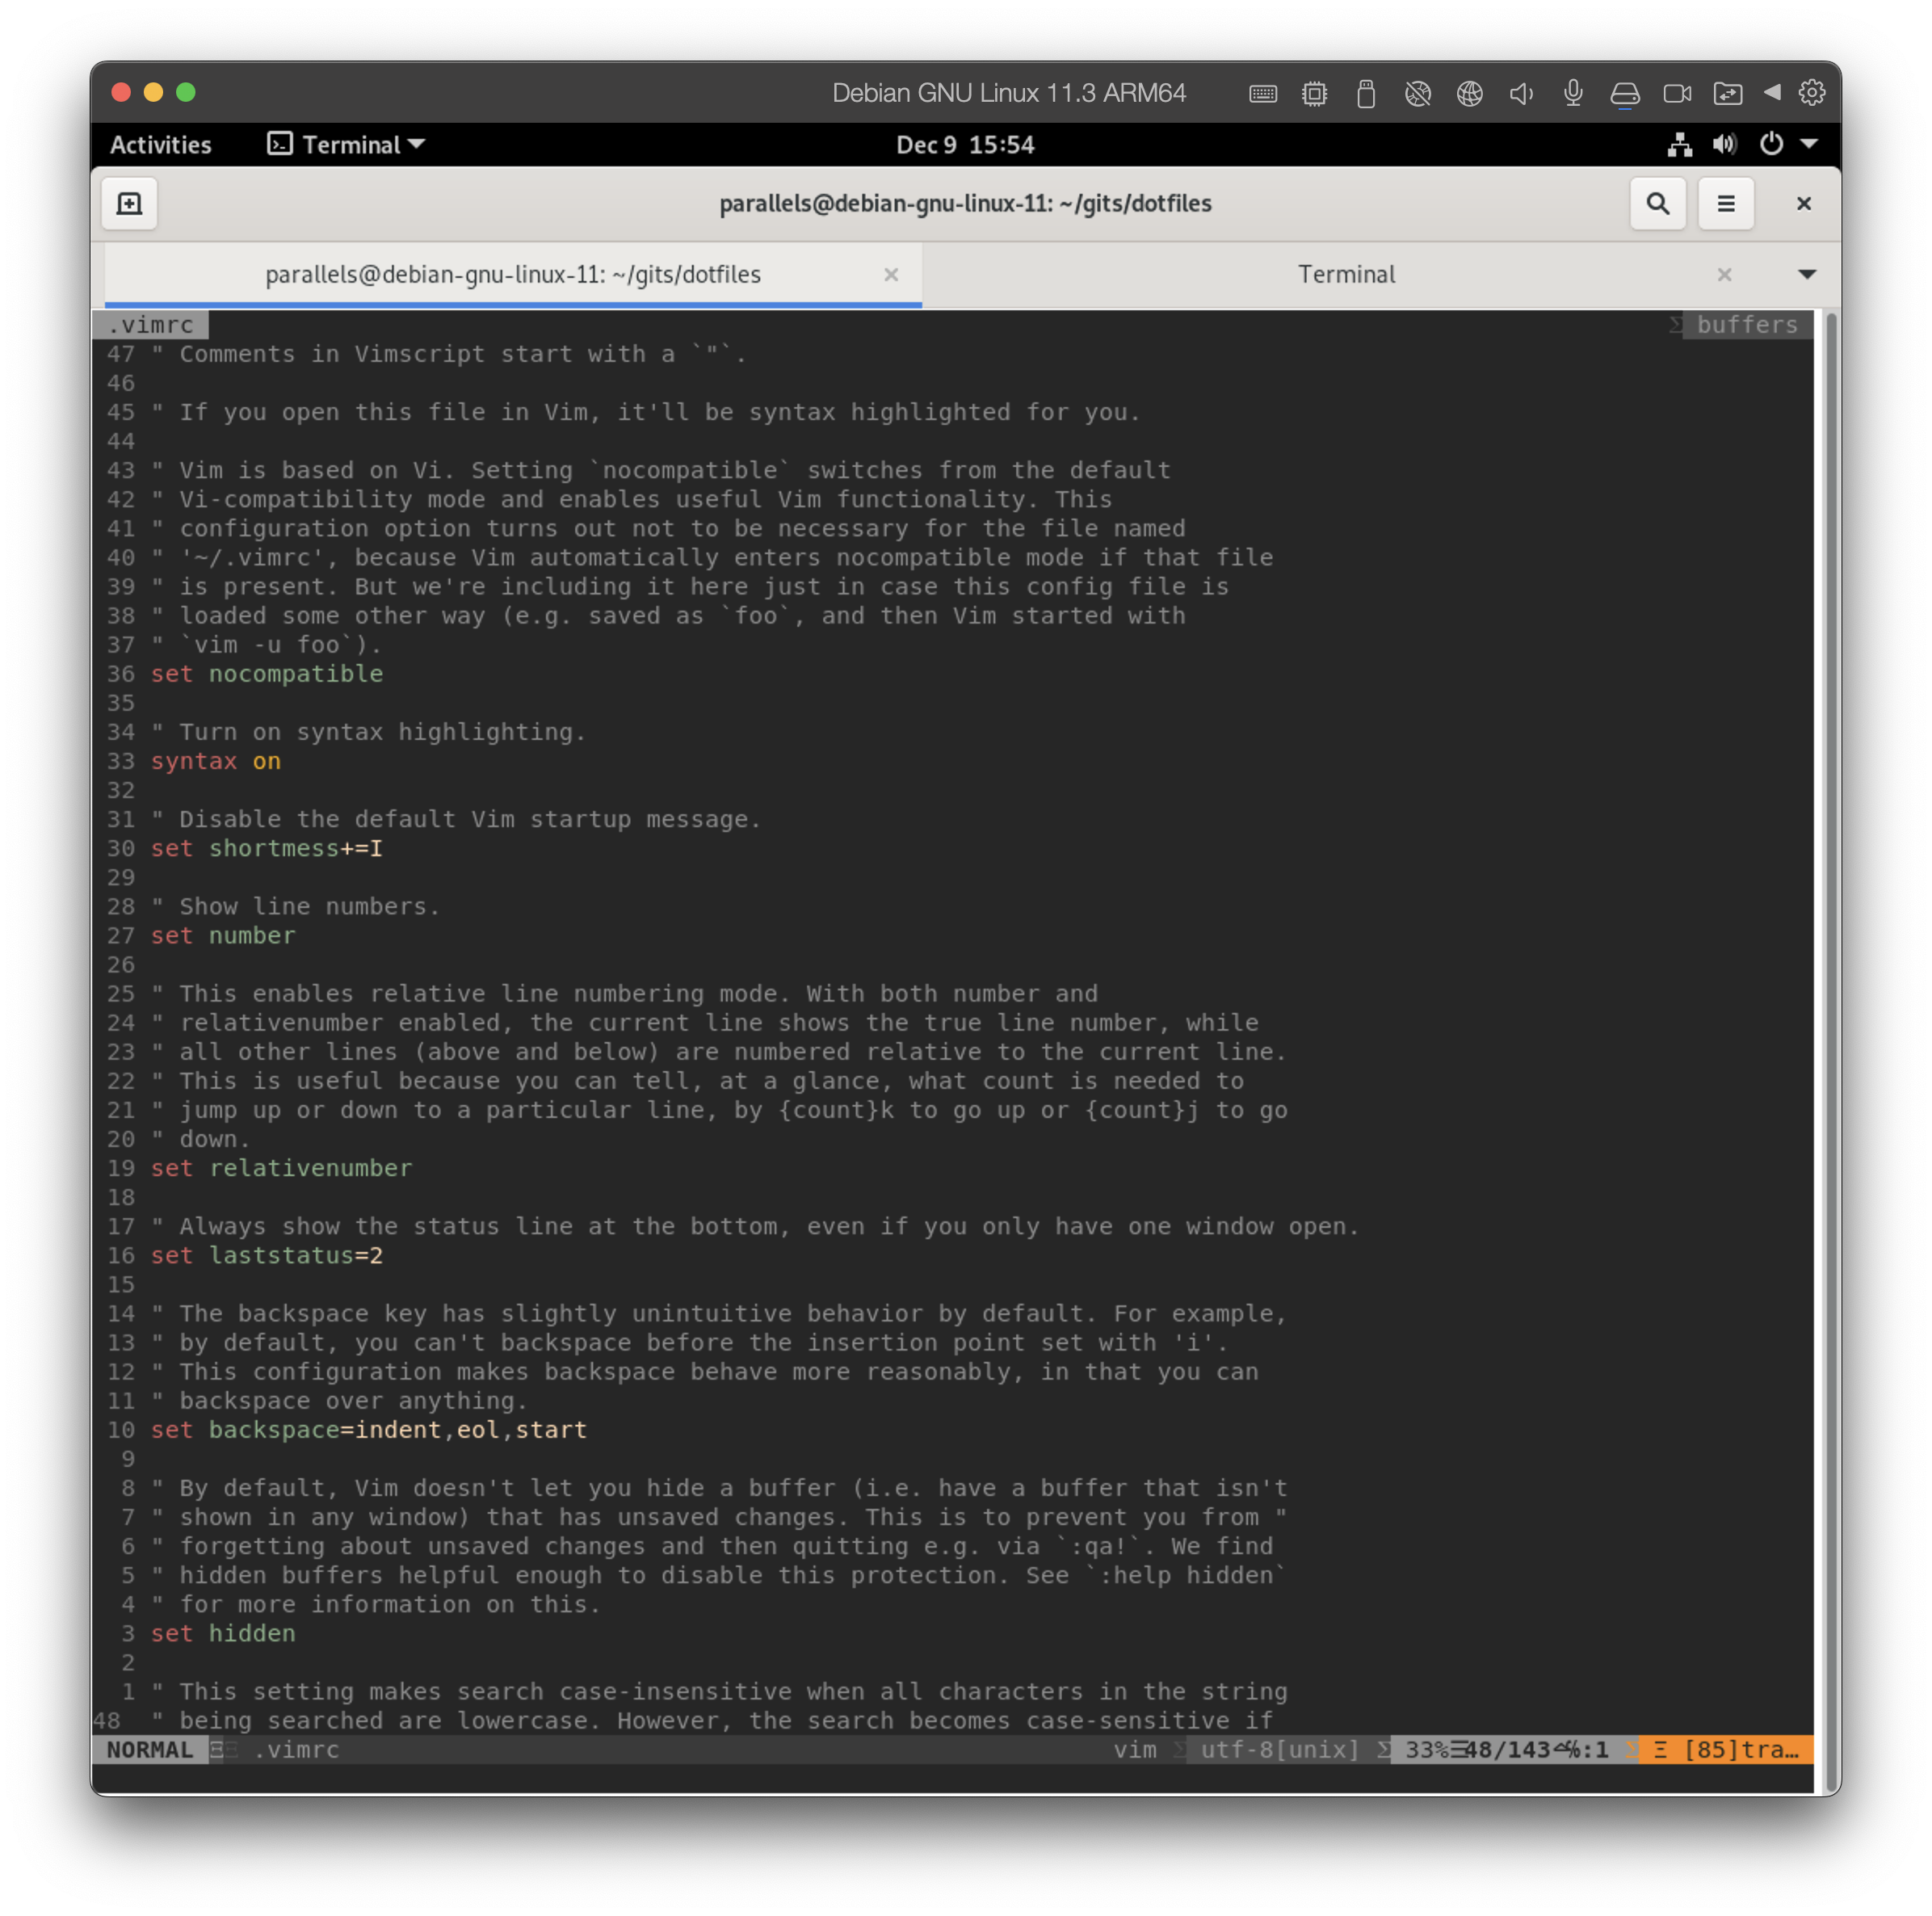 Debian GNU Linux 11.3 ARM64
Activities Terminal Dec 9 15:54
parallels@debian-gnu-linux-11: ~/gits/dotfiles
parallels@debian-gnu-linux-11: ~/gits/dotfiles × Terminal ×
.vimrc Σ buffers
47 " Comments in Vimscript start with a `"`.
46
45 " If you open this file in Vim, it'll be syntax highlighted for you.
44
43 " Vim is based on Vi. Setting `nocompatible` switches from the default
42 " Vi-compatibility mode and enables useful Vim functionality. This
41 " configuration option turns out not to be necessary for the file named
40 " '~/.vimrc', because Vim automatically enters nocompatible mode if that file
39 " is present. But we're including it here just in case this config file is
38 " loaded some other way (e.g. saved as `foo`, and then Vim started with
37 " `vim -u foo`).
36 set nocompatible
35
34 " Turn on syntax highlighting.
33 syntax on
32
31 " Disable the default Vim startup message.
30 set shortmess+=I
29
28 " Show line numbers.
27 set number
26
25 " This enables relative line numbering mode. With both number and
24 " relativenumber enabled, the current line shows the true line number, while
23 " all other lines (above and below) are numbered relative to the current line.
22 " This is useful because you can tell, at a glance, what count is needed to
21 " jump up or down to a particular line, by {count}k to go up or {count}j to go
20 " down.
19 set relativenumber
18
17 " Always show the status line at the bottom, even if you only have one window open.
16 set laststatus=2
15
14 " The backspace key has slightly unintuitive behavior by default. For example,
13 " by default, you can't backspace before the insertion point set with 'i'.
12 " This configuration makes backspace behave more reasonably, in that you can
11 " backspace over anything.
10 set backspace=indent,eol,start
9
8 " By default, Vim doesn't let you hide a buffer (i.e. have a buffer that isn't
7 " shown in any window) that has unsaved changes. This is to prevent you from "
6 " forgetting about unsaved changes and then quitting e.g. via `:qa!`. We find
5 " hidden buffers helpful enough to disable this protection. See `:help hidden`
4 " for more information on this.
3 set hidden
2
1 " This setting makes search case-insensitive when all characters in the string
48 " being searched are lowercase. However, the search becomes case-sensitive if
NORMAL .vimrc vim Σ utf-8[unix] Σ 33% 48/143 :1 Σ Ξ [85]tra…